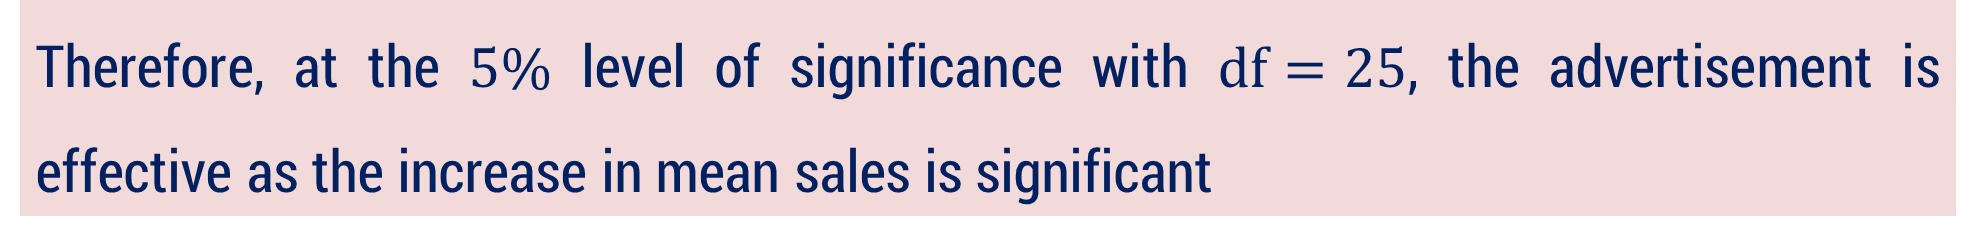 Therefore, at the 5% level of significance with df = 25, the advertisement is
effective as the increase in mean sales is significant